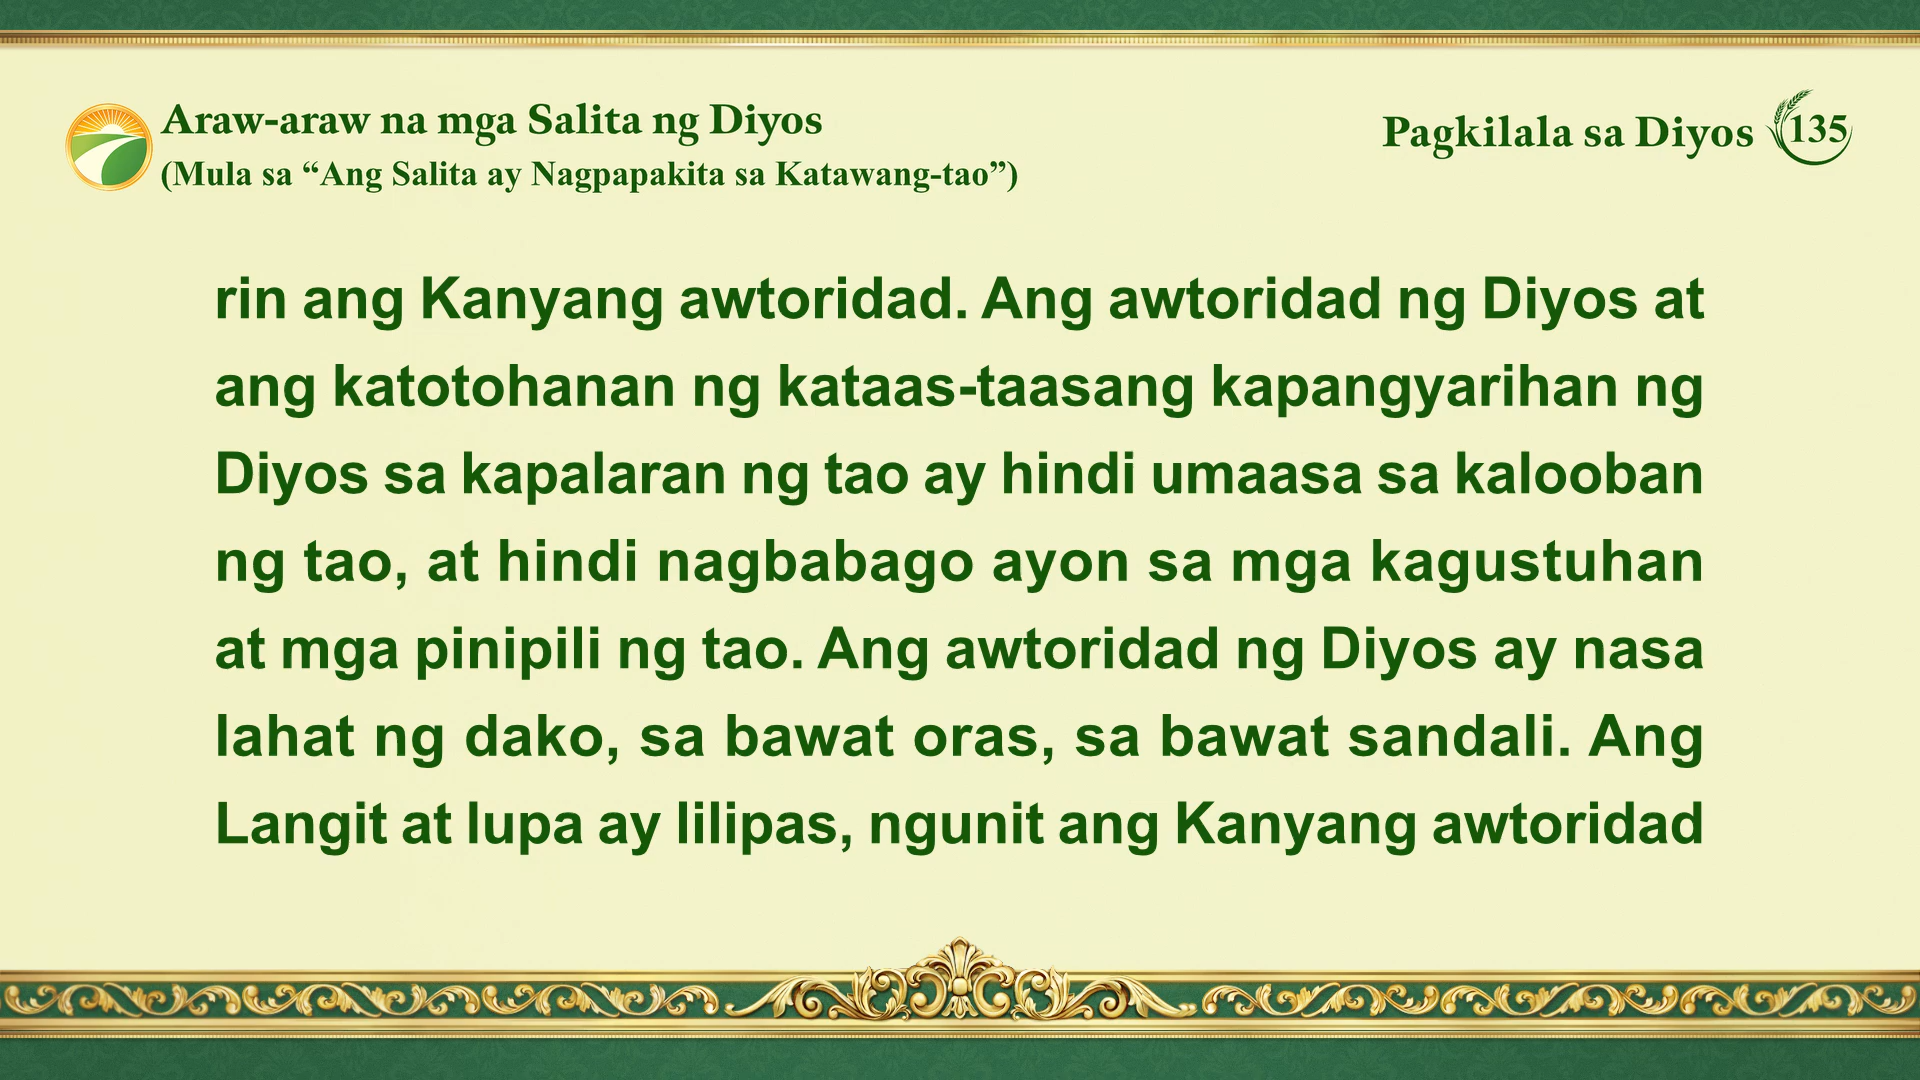 Araw-araw na mga Salita ng Diyos
(Mula sa “Ang Salita ay Nagpapakita sa Katawang-tao”)
Pagkilala sa Diyos 135
rin ang Kanyang awtoridad. Ang awtoridad ng Diyos at
ang katotohanan ng kataas-taasang kapangyarihan ng
Diyos sa kapalaran ng tao ay hindi umaasa sa kalooban
ng tao, at hindi nagbabago ayon sa mga kagustuhan
at mga pinipili ng tao. Ang awtoridad ng Diyos ay nasa
lahat ng dako, sa bawat oras, sa bawat sandali. Ang
Langit at lupa ay lilipas, ngunit ang Kanyang awtoridad